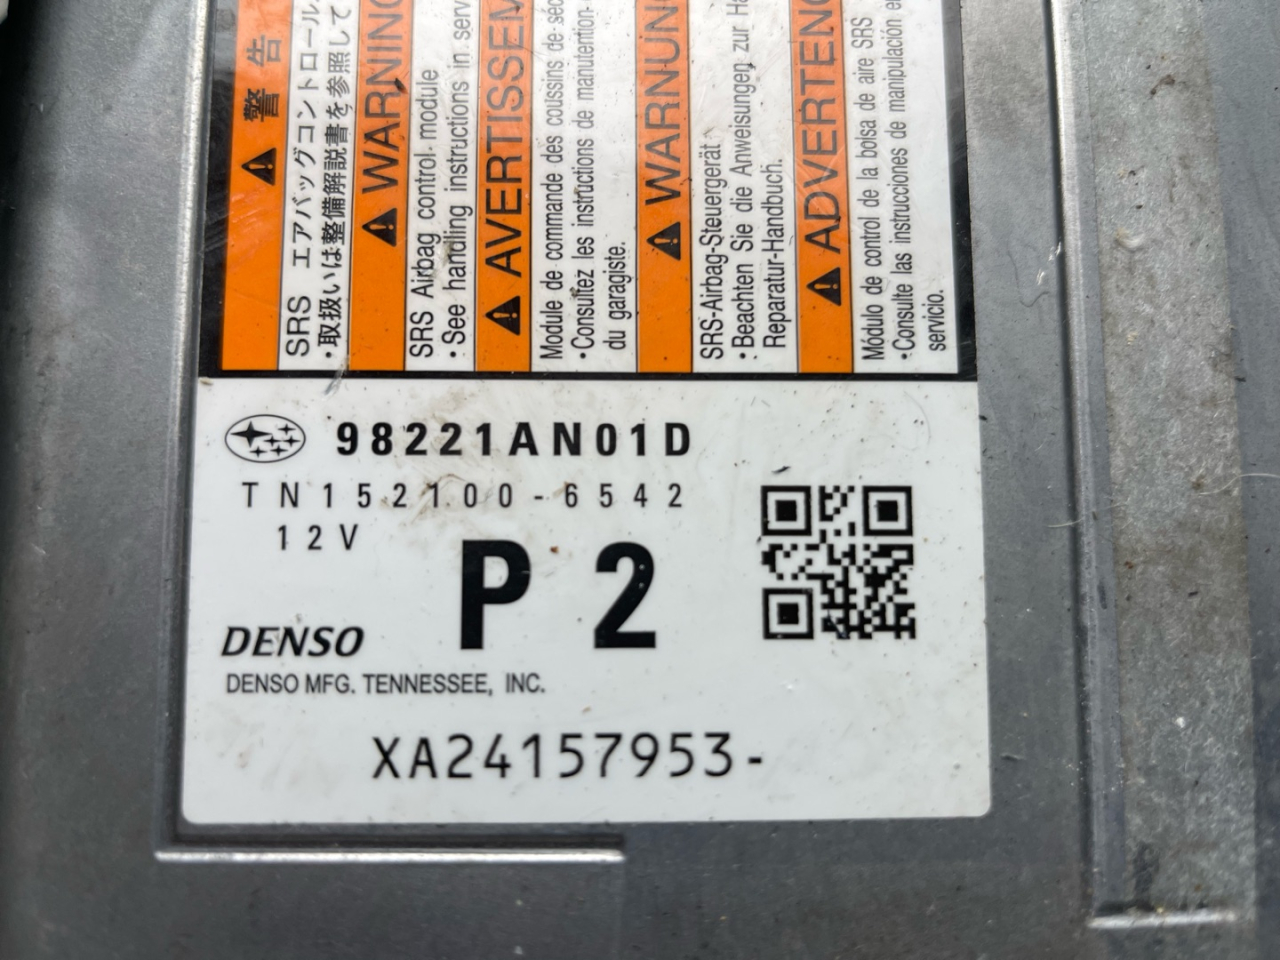 警告
SRS エアバッグコントロール
・取扱いは整備解説書を参照して
WARNING
SRS Airbag control module
・See handling instructions in
AVERTISSEM
Module de commande des coussins de
・Consultez les instructions de manutention
du garagiste.
WARNUN
SRS-Airbag-Steuergerät
・Beachten Sie die Anweisungen zur
Reparatur-Handbuch.
ADVERTENC
Módulo de control de la bolsa de aire SRS
・Consulte las instrucciones de manipulación
servicio.
98221AN01D
TN152100-6542
12V
P2
DENSO
DENSO MFG. TENNESSEE, INC.
XA24157953-